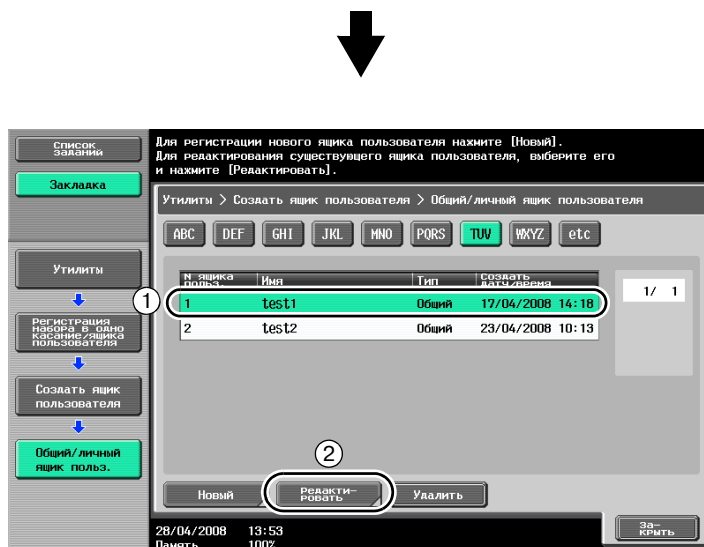 Список
заданий
Закладка
Для регистрации нового ящика пользователя нажмите [Новый].
Для редактирования существующего ящика пользователя, выберите его
и нажмите [Редактировать].
Утилиты > Создать ящик пользователя > Общий/личный ящик пользователя
ABC DEF GHI JKL MNO PQRS TUV WXYZ etc
Утилиты
Регистрация
набора в одно
касание/ящика
пользователя
Создать ящик
пользователя
Общий/личный
ящик польз.
N ящика
польз. Имя Тип Создать
дату/время
1 1 test1 Общий 17/04/2008 14:18
2 test2 Общий 23/04/2008 10:13
1/ 1
2
Новый Редакти-
ровать Удалить
За-
крыть
28/04/2008 13:53
Память 100%